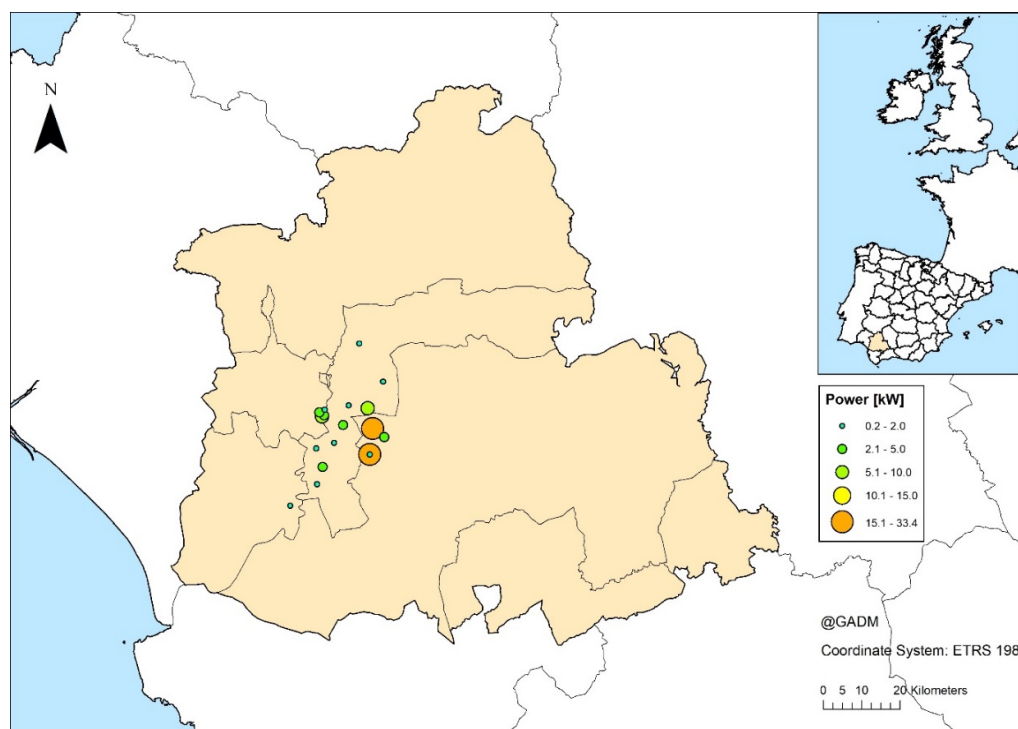 N
Power [kW]
0.2 - 2.0
2.1 - 5.0
5.1 - 10.0
10.1 - 15.0
15.1 - 33.4
@GADM
Coordinate System: ETRS 198
0 5 10 20 Kilometers